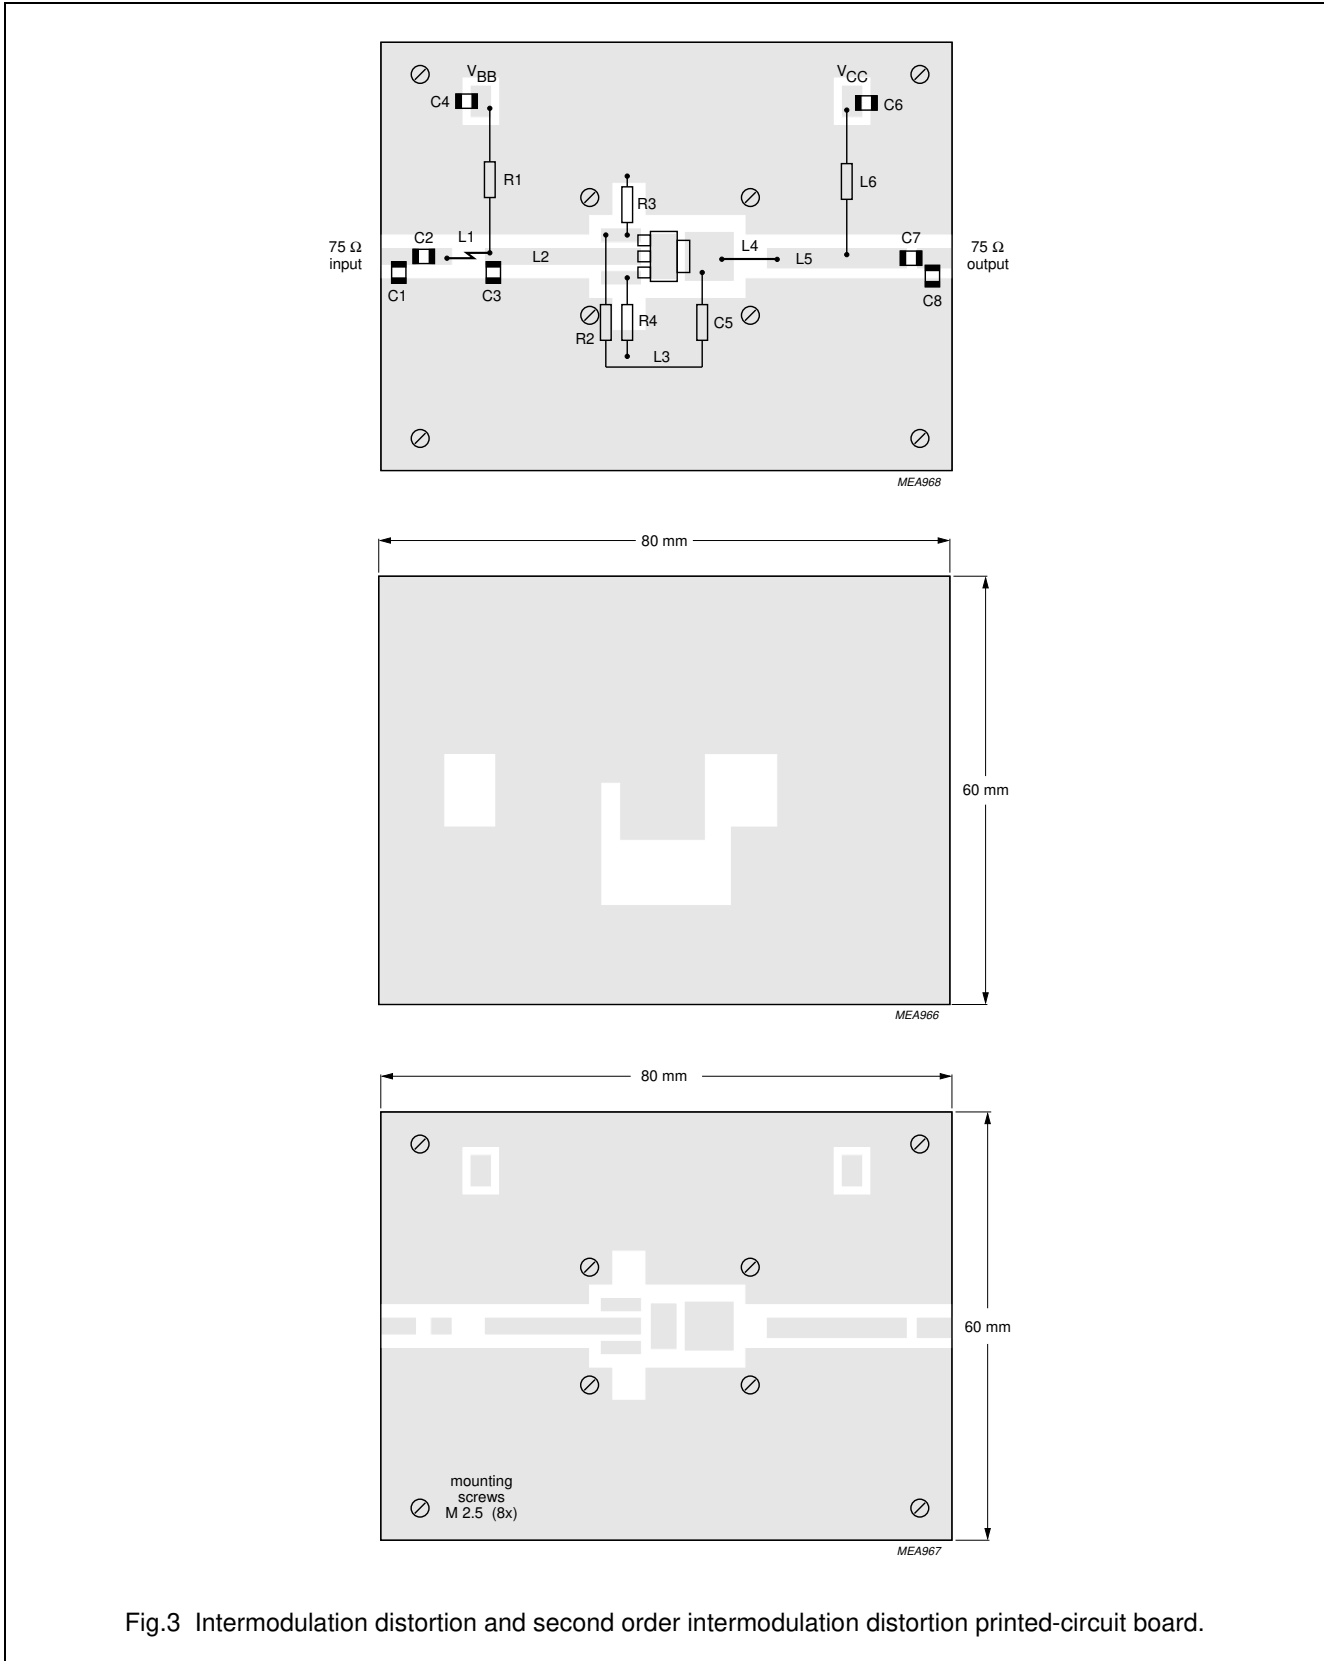 VBB
VCC
C4
C6
R1
L6
R3
75 Ω
input
C2
L1
L2
L4
L5
C7
75 Ω
output
C1
C3
C8
R2
R4
C5
L3
MEA968
80 mm
60 mm
MEA966
80 mm
60 mm
mounting
screws
M 2.5 (8x)
MEA967
Fig.3 Intermodulation distortion and second order intermodulation distortion printed-circuit board.